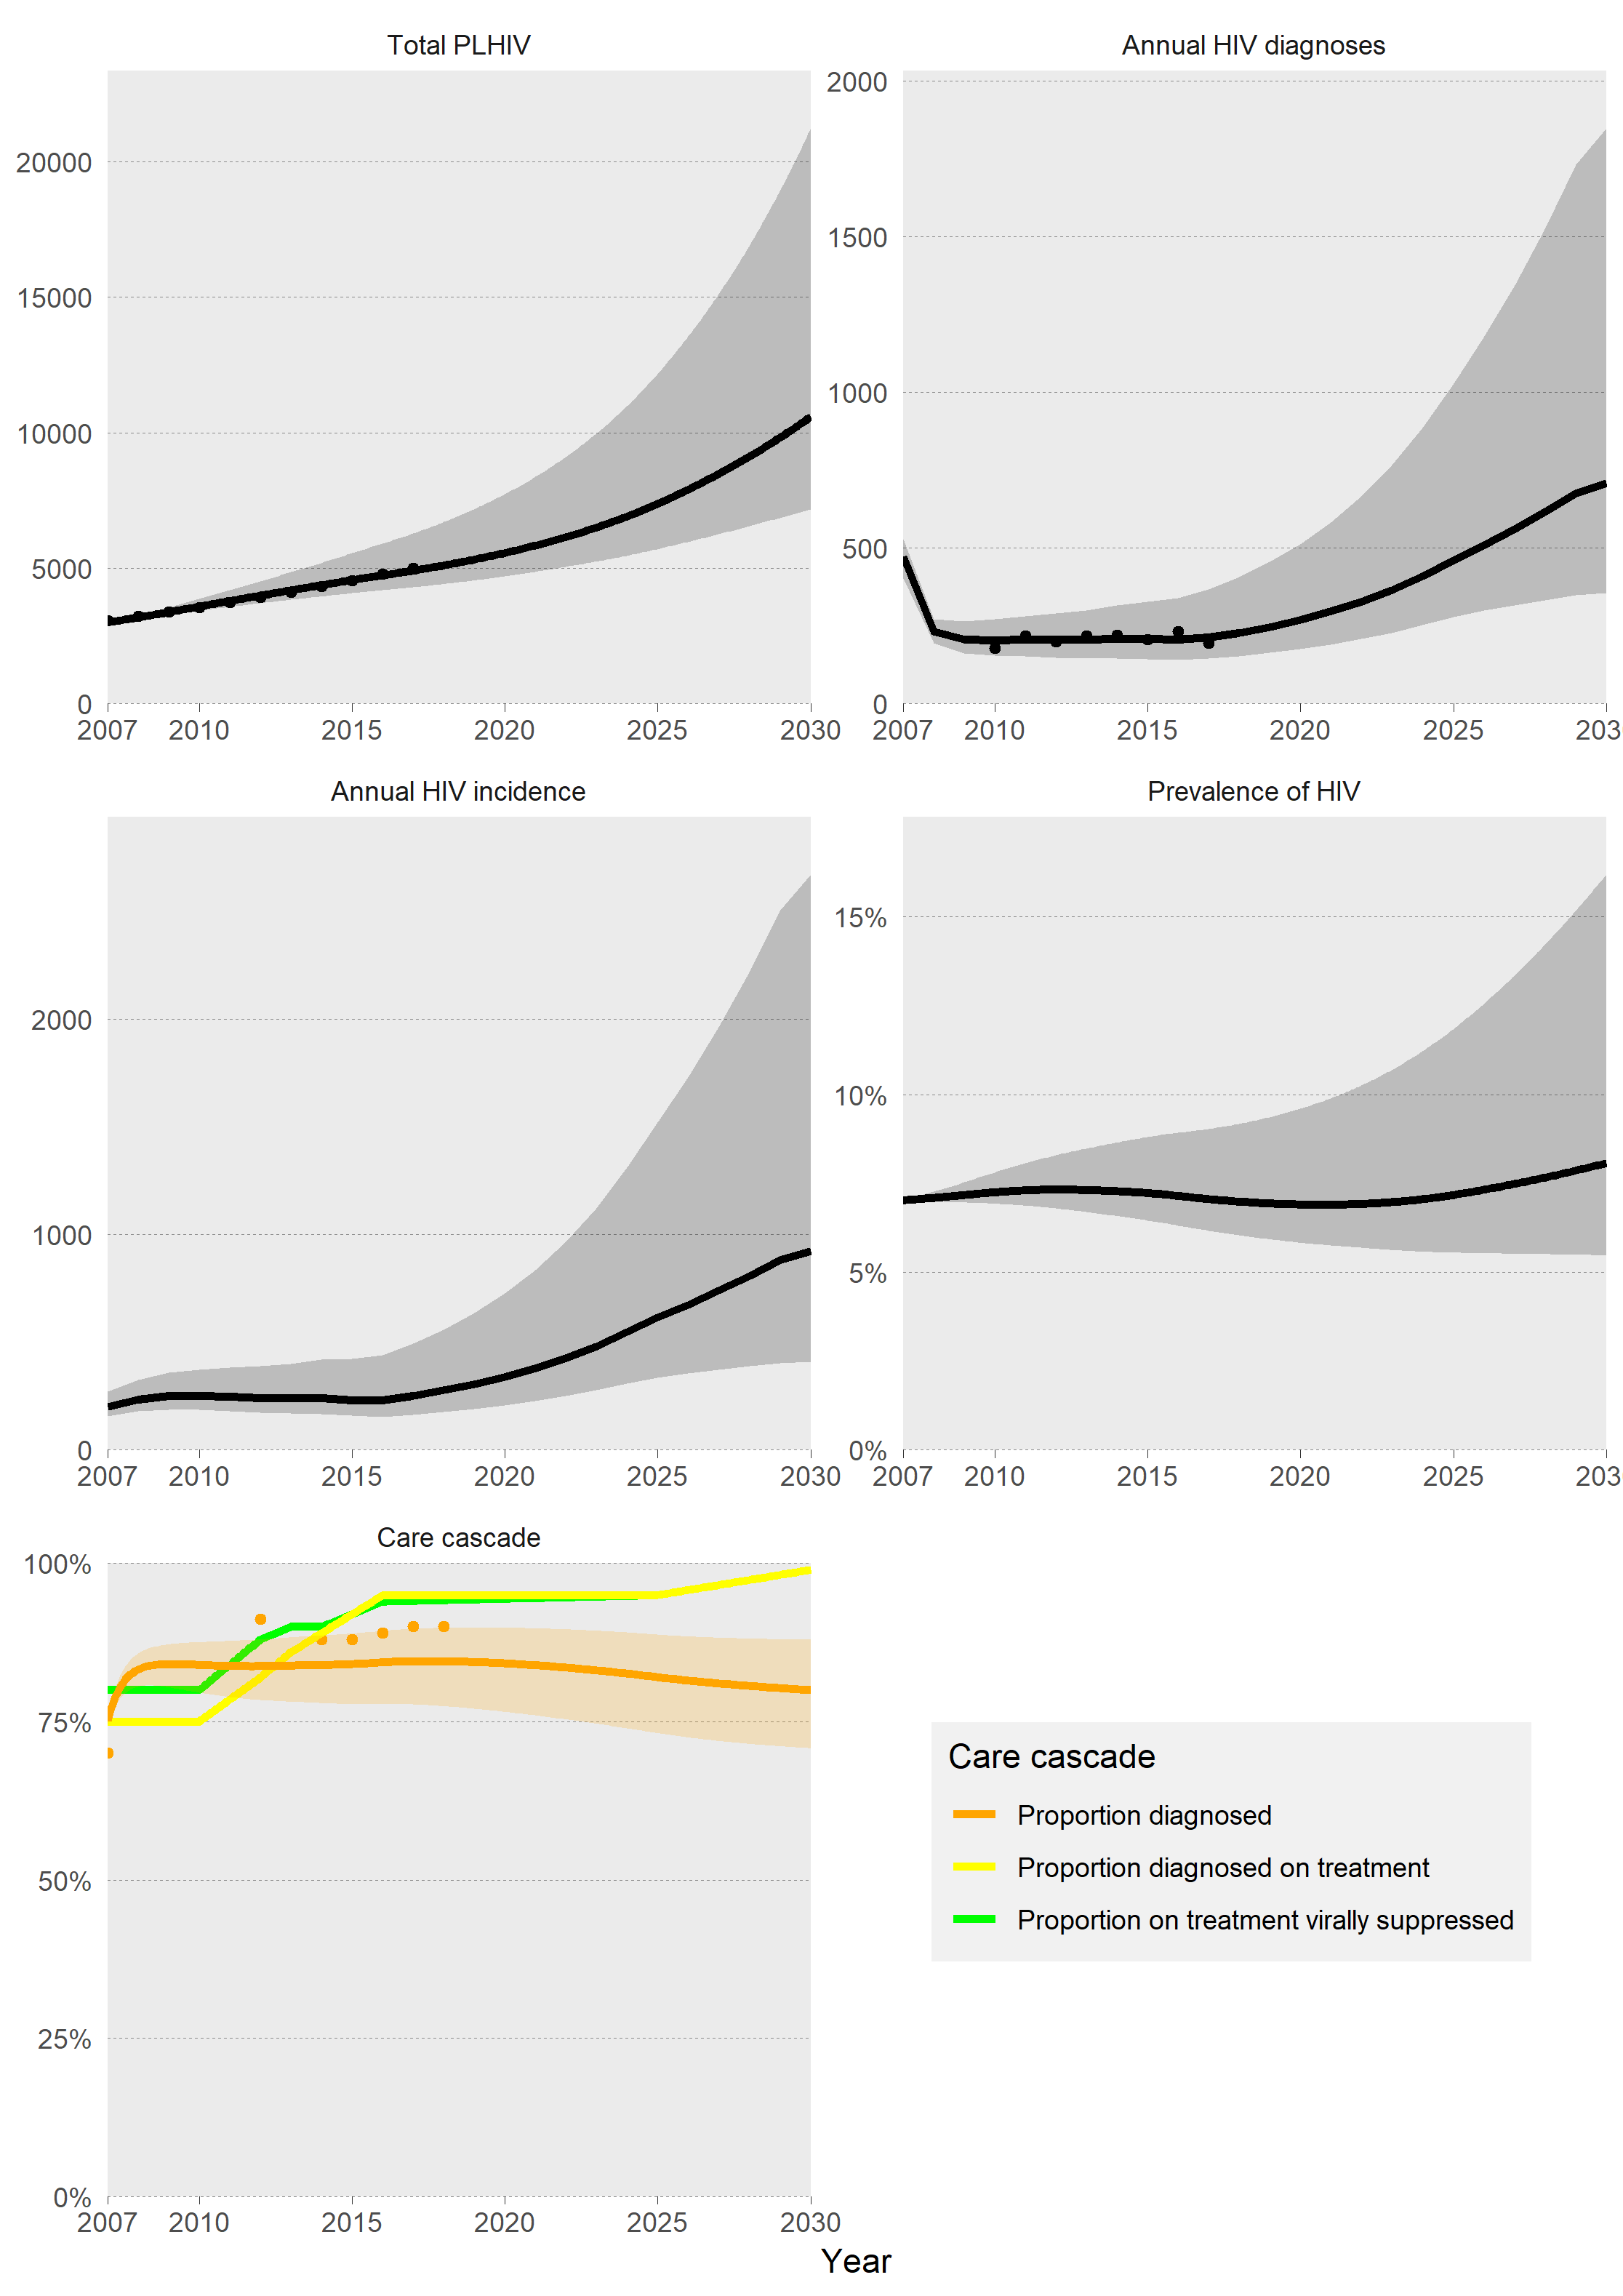 Total PLHIV
Annual HIV diagnoses
20000
15000
10000
5000
0
2007 2010 2015 2020 2025 2030
2000
1500
1000
500
0
2007 2010 2015 2020 2025 203
Annual HIV incidence
Prevalence of HIV
2000
1000
0
2007 2010 2015 2020 2025 2030
15%
10%
5%
0%
2007 2010 2015 2020 2025 203
Care cascade
100%
75%
50%
25%
0%
2007 2010 2015 2020 2025 2030
Care cascade
Proportion diagnosed
Proportion diagnosed on treatment
Proportion on treatment virally suppressed
Year